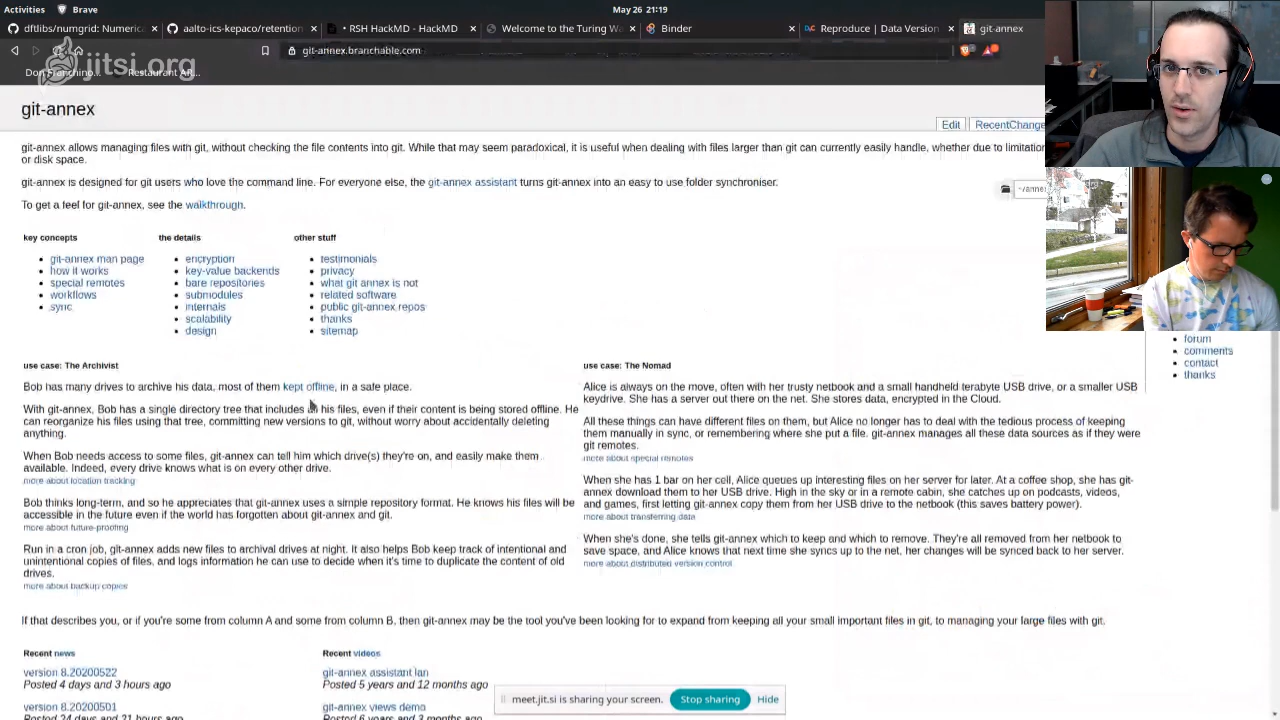 Activities Brave May 26 21:19
dftlibs/numgrid: Numerica × aalto-ics-kepaco/retention × • RSH HackMD - HackMD × Welcome to the Turing Wa × Binder × Reproduce | Data Version × git-annex
git-annex.branchable.com
jitsi.org
git-annex
Edit RecentChange
git-annex allows managing files with git, without checking the file contents into git. While that may seem paradoxical, it is useful when dealing with files larger than git can currently easily handle, whether due to limitatio
or disk space.
git-annex is designed for git users who love the command line. For everyone else, the git-annex assistant turns git-annex into an easy to use folder synchroniser.
~/anne
To get a feel for git-annex, see the walkthrough.
key concepts
git-annex man page
how it works
special remotes
workflows
sync
the details
encryption
key-value backends
bare repositories
submodules
internals
scalability
design
other stuff
testimonials
privacy
what git annex is not
related software
public git-annex repos
thanks
sitemap
forum
comments
contact
thanks
use case: The Archivist
Bob has many drives to archive his data, most of them kept offline, in a safe place.
With git-annex, Bob has a single directory tree that includes all his files, even if their content is being stored offline. He
can reorganize his files using that tree, committing new versions to git, without worry about accidentally deleting
anything.
When Bob needs access to some files, git-annex can tell him which drive(s) they're on, and easily make them
available. Indeed, every drive knows what is on every other drive.
more about location tracking
Bob thinks long-term, and so he appreciates that git-annex uses a simple repository format. He knows his files will be
accessible in the future even if the world has forgotten about git-annex and git.
more about future-proofing
Run in a cron job, git-annex adds new files to archival drives at night. It also helps Bob keep track of intentional and
unintentional copies of files, and logs information he can use to decide when it's time to duplicate the content of old
drives.
more about backup copies
use case: The Nomad
Alice is always on the move, often with her trusty netbook and a small handheld terabyte USB drive, or a smaller USB
keydrive. She has a server out there on the net. She stores data, encrypted in the Cloud.
All these things can have different files on them, but Alice no longer has to deal with the tedious process of keeping
them manually in sync, or remembering where she put a file. git-annex manages all these data sources as if they were
git remotes.
more about special remotes
When she has 1 bar on her cell, Alice queues up interesting files on her server for later. At a coffee shop, she has git-
annex download them to her USB drive. High in the sky or in a remote cabin, she catches up on podcasts, videos,
and games, first letting git-annex copy them from her USB drive to the netbook (this saves battery power).
more about transferring data
When she's done, she tells git-annex which to keep and which to remove. They're all removed from her netbook to
save space, and Alice knows that next time she syncs up to the net, her changes will be synced back to her server.
more about distributed version control
If that describes you, or if you're some from column A and some from column B, then git-annex may be the tool you've been looking for to expand from keeping all your small important files in git, to managing your large files with git.
Recent news
version 8.20200522
Posted 4 days and 3 hours ago
version 8.20200501
Posted 24 days and 21 hours ago
Recent videos
git-annex assistant lan
Posted 5 years and 12 months ago
git-annex views demo
Posted 6 years and 3 months ago
meet.jit.si is sharing your screen. Stop sharing Hide